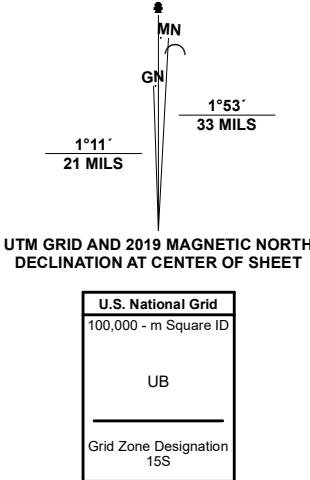 MN
GN
1°53´
33 MILS
1°11´
21 MILS
UTM GRID AND 2019 MAGNETIC NORTH
DECLINATION AT CENTER OF SHEET
U.S. National Grid
100,000 - m Square ID
UB
Grid Zone Designation
15S